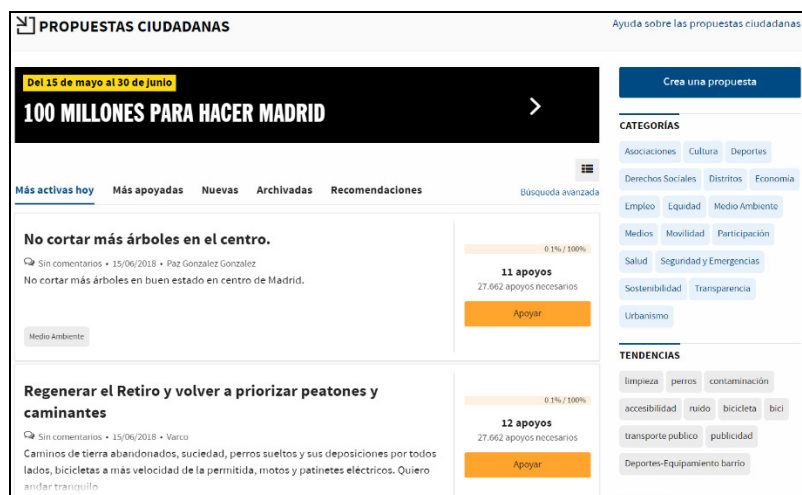 PROPUESTAS CIUDADANAS
Ayuda sobre las propuestas ciudadanas
Del 15 de mayo al 30 de junio
100 MILLONES PARA HACER MADRID
Más activas hoy Más apoyadas Nuevas Archivadas Recomendaciones
Búsqueda avanzada
No cortar más árboles en el centro.
Sin comentarios • 15/06/2018 • Paz Gonzalez Gonzalez
No cortar más árboles en buen estado en centro de Madrid.
Medio Ambiente
0.1% / 100%
11 apoyos
27.662 apoyos necesarios
Apoyar
Regenerar el Retiro y volver a priorizar peatones y
caminantes
Sin comentarios • 15/06/2018 • Varco
Caminos de tierra abandonados, suciedad, perros sueltos y sus deposiciones por todos
lados, bicicletas a más velocidad de la permitida, motos y patinetes eléctricos. Quiero
andar tranquilo
0.1% / 100%
12 apoyos
27.662 apoyos necesarios
Apoyar
Crea una propuesta
CATEGORÍAS
Asociaciones Cultura Deportes
Derechos Sociales Distritos Economía
Empleo Equidad Medio Ambiente
Medios Movilidad Participación
Salud Seguridad y Emergencias
Sostenibilidad Transparencia
Urbanismo
TENDENCIAS
limpieza perros contaminación
accesibilidad ruido bicicleta bici
transporte publico publicidad
Deportes-Equipamiento barrio